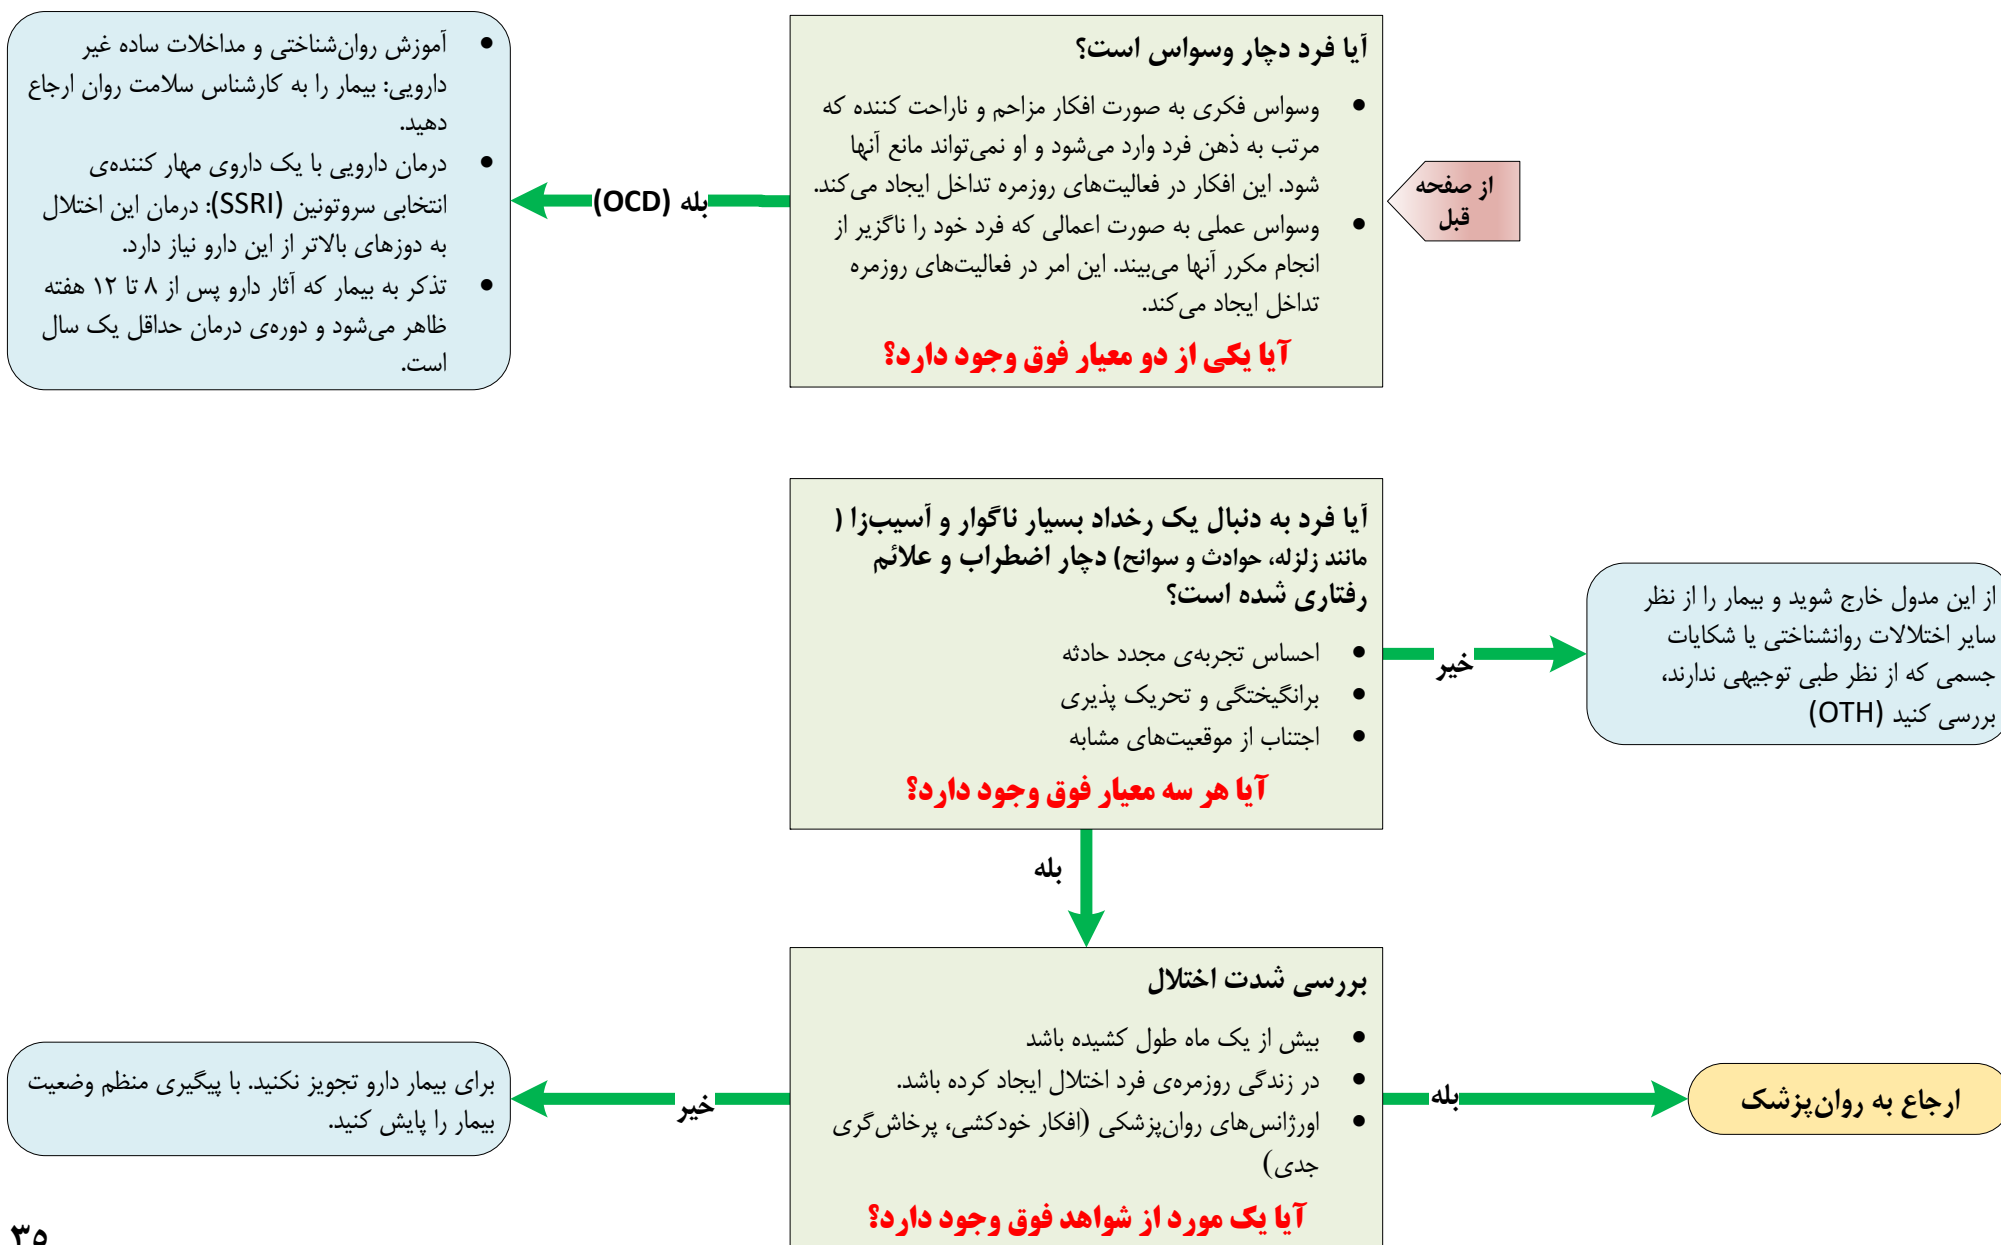 از صفحه
قبل
آیا فرد دچار وسواس است؟
• وسواس فکری به صورت افکار مزاحم و ناراحت کننده که
مرتب به ذهن فرد وارد می‌شود و او نمی‌تواند مانع آنها
شود. این افکار در فعالیت‌های روزمره تداخل ایجاد می‌کند.
• وسواس عملی به صورت اعمالی که فرد خود را ناگزیر از
انجام مکرر آنها می‌بیند. این امر در فعالیت‌های روزمره
تداخل ایجاد می‌کند.
آیا یکی از دو معیار فوق وجود دارد؟
بله (OCD)
• آموزش روان‌شناختی و مداخلات ساده غیر
دارویی: بیمار را به کارشناس سلامت روان ارجاع
دهید.
• درمان دارویی با یک داروی مهار کننده‌ی
انتخابی سروتونین (SSRI): درمان این اختلال
به دوزهای بالاتر از این دارو نیاز دارد.
• تذکر به بیمار که آثار دارو پس از ۸ تا ۱۲ هفته
ظاهر می‌شود و دوره‌ی درمان حداقل یک سال
است.
آیا فرد به دنبال یک رخداد بسیار ناگوار و آسیب‌زا (
مانند زلزله، حوادث و سوانح) دچار اضطراب و علائم
رفتاری شده است؟
• احساس تجربه‌ی مجدد حادثه
• برانگیختگی و تحریک پذیری
• اجتناب از موقعیت‌های مشابه
آیا هر سه معیار فوق وجود دارد؟
خیر
از این مدول خارج شوید و بیمار را از نظر
سایر اختلالات روانشناختی یا شکایات
جسمی که از نظر طبی توجیهی ندارند،
بررسی کنید (OTH)
بله
بررسی شدت اختلال
• بیش از یک ماه طول کشیده باشد
• در زندگی روزمره‌ی فرد اختلال ایجاد کرده باشد.
• اورژانس‌های روان‌پزشکی (افکار خودکشی، پرخاش‌گری
جدی)
آیا یک مورد از شواهد فوق وجود دارد؟
بله
ارجاع به روان‌پزشک
خیر
برای بیمار دارو تجویز نکنید. با پیگیری منظم وضعیت
بیمار را پایش کنید.
۳۵